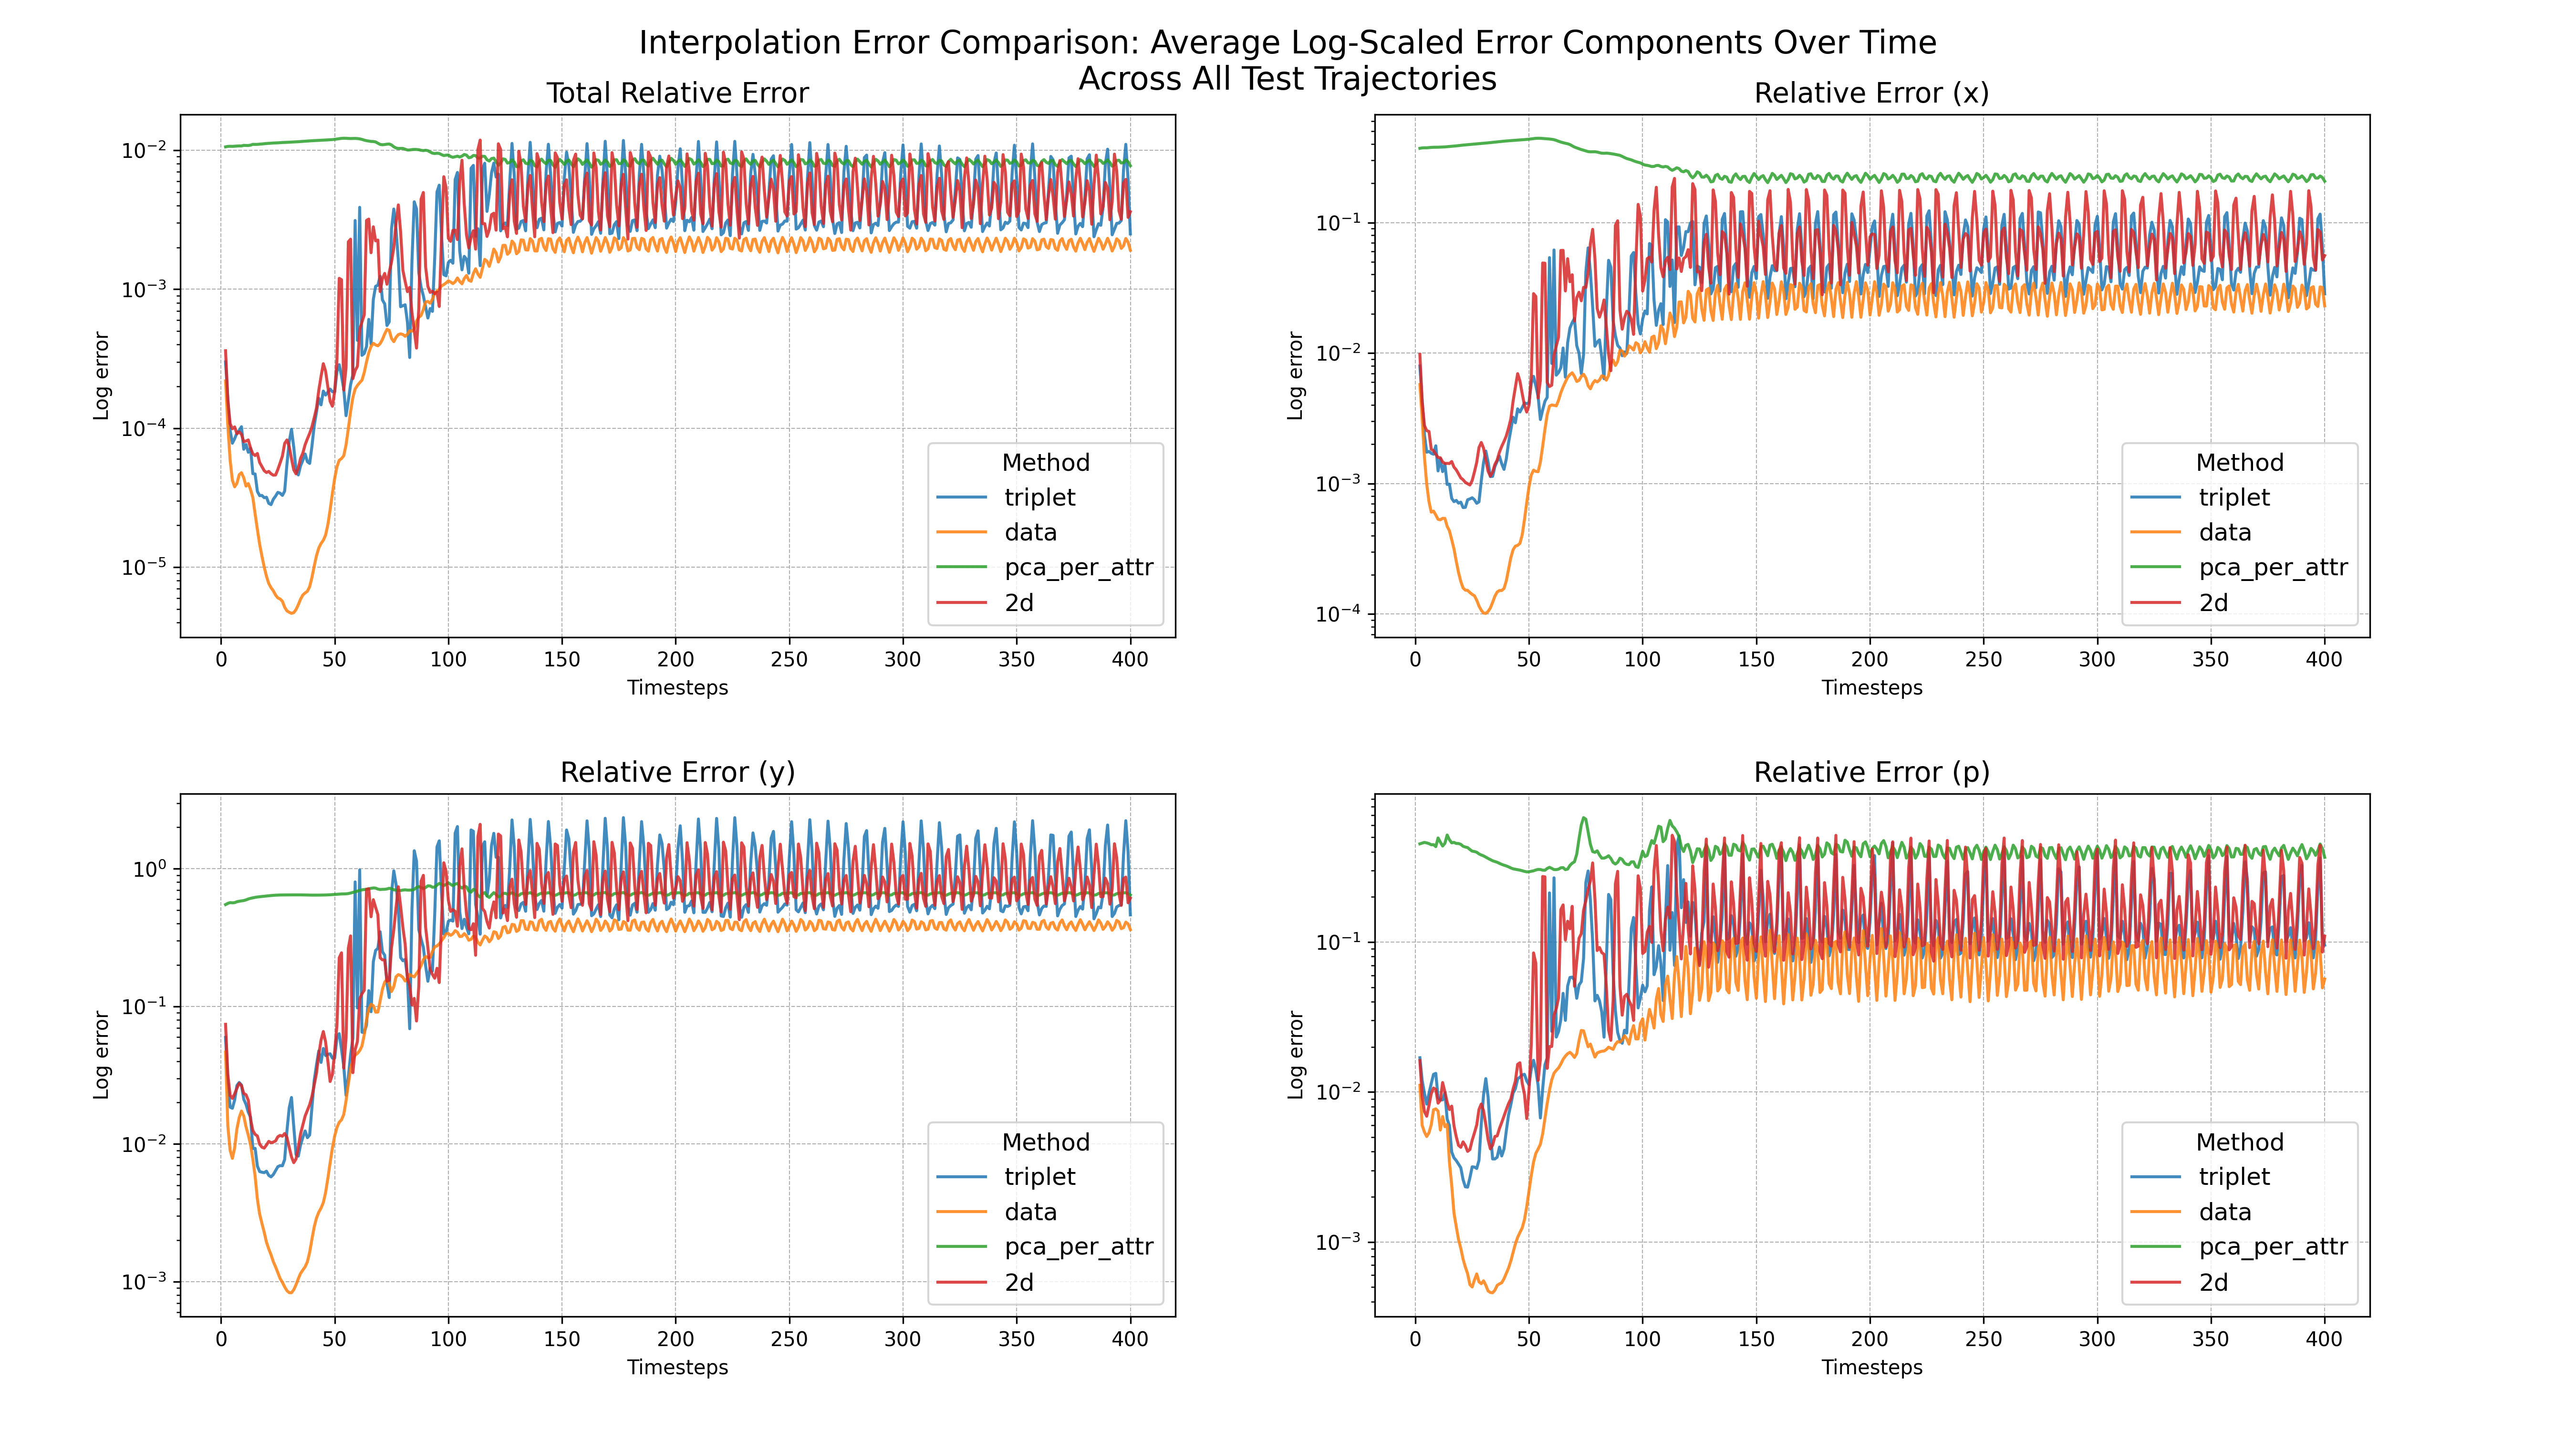 Interpolation Error Comparison: Average Log-Scaled Error Components Over Time
Across All Test Trajectories
Total Relative Error
10⁻²
10⁻³
10⁻⁴
10⁻⁵
Log error
0 50 100 150 200 250 300 350 400
Timesteps
Method
triplet
data
pca_per_attr
2d
Relative Error (x)
10⁻¹
10⁻²
10⁻³
10⁻⁴
Log error
0 50 100 150 200 250 300 350 400
Timesteps
Method
triplet
data
pca_per_attr
2d
Relative Error (y)
10⁰
10⁻¹
10⁻²
10⁻³
Log error
0 50 100 150 200 250 300 350 400
Timesteps
Method
triplet
data
pca_per_attr
2d
Relative Error (p)
10⁻¹
10⁻²
10⁻³
Log error
0 50 100 150 200 250 300 350 400
Timesteps
Method
triplet
data
pca_per_attr
2d